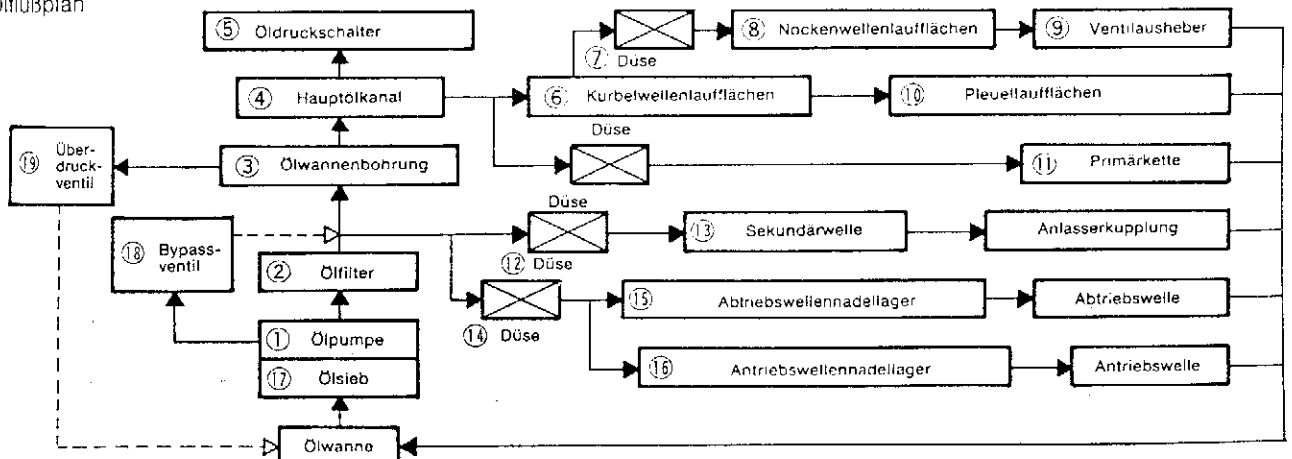 Ölflußplan
⑤ Öldruckschalter
⑦ Düse
⑧ Nockenwellenlaufflächen
⑨ Ventilausheber
④ Hauptölkanal
⑥ Kurbelwellenlaufflächen
⑩ Pleuellaufflächen
⑲ Über-
druck-
ventil
③ Ölwannenbohrung
Düse
⑪ Primärkette
⑱ Bypass-
ventil
Düse
⑫ Düse
⑬ Sekundärwelle
Anlasserkupplung
② Ölfilter
⑭ Düse
⑮ Abtriebswellennadellager
Abtriebswelle
① Ölpumpe
⑯ Antriebswellennadellager
Antriebswelle
⑰ Ölsieb
Ölwanne